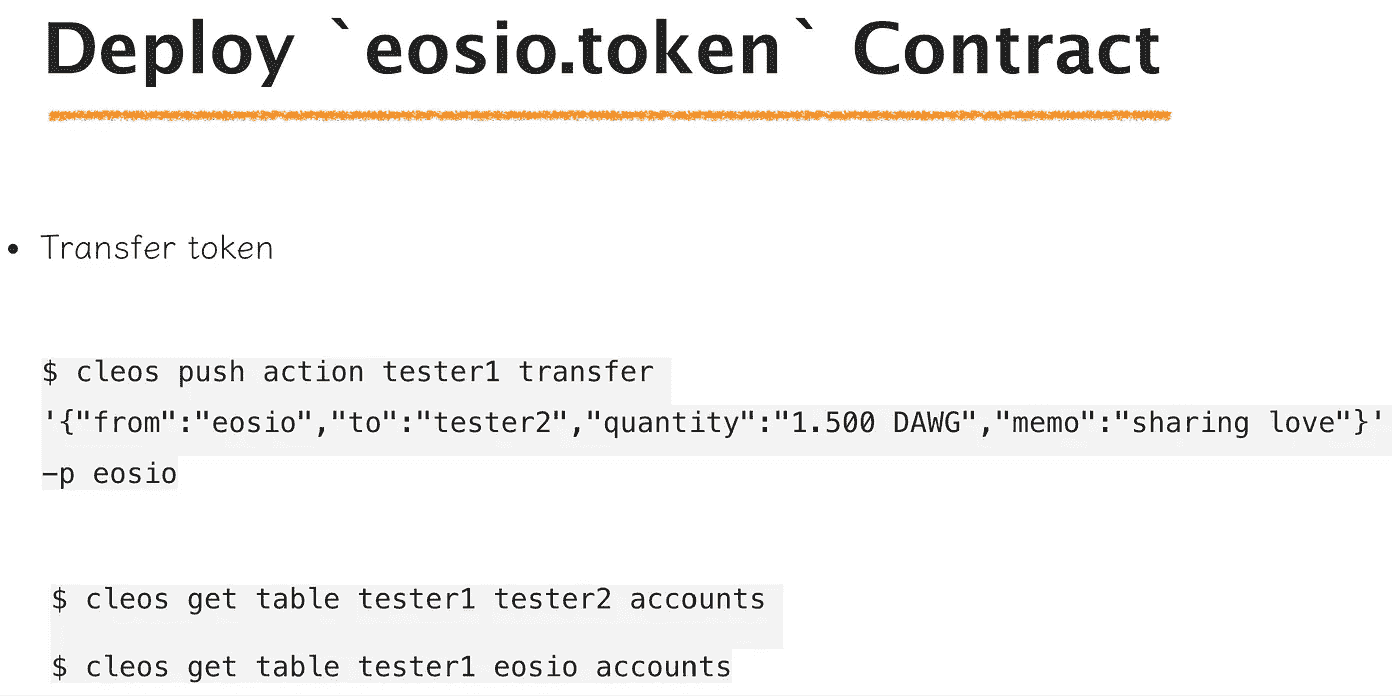 Deploy `eosio.token` Contract
• Transfer token
$ cleos push action tester1 transfer
'{"from":"eosio","to":"tester2","quantity":"1.500 DAWG","memo":"sharing love"}'
–p eosio
$ cleos get table tester1 tester2 accounts
$ cleos get table tester1 eosio accounts